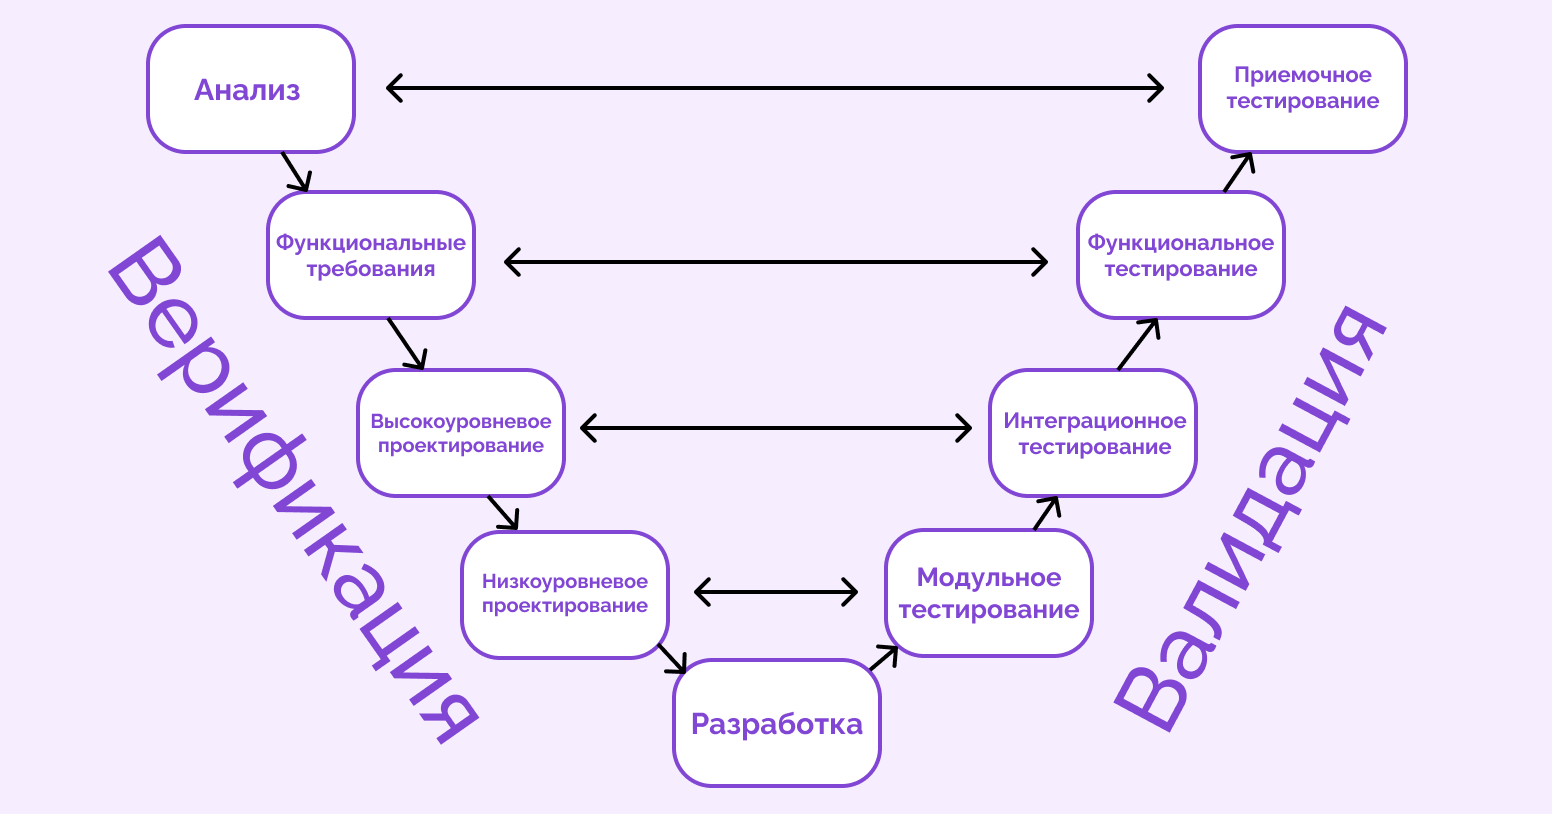 Анализ
Приемочное
тестирование
Функциональные
требования
Функциональное
тестирование
Верификация
Валидация
Высокоуровневое
проектирование
Интеграционное
тестирование
Низкоуровневое
проектирование
Модульное
тестирование
Разработка